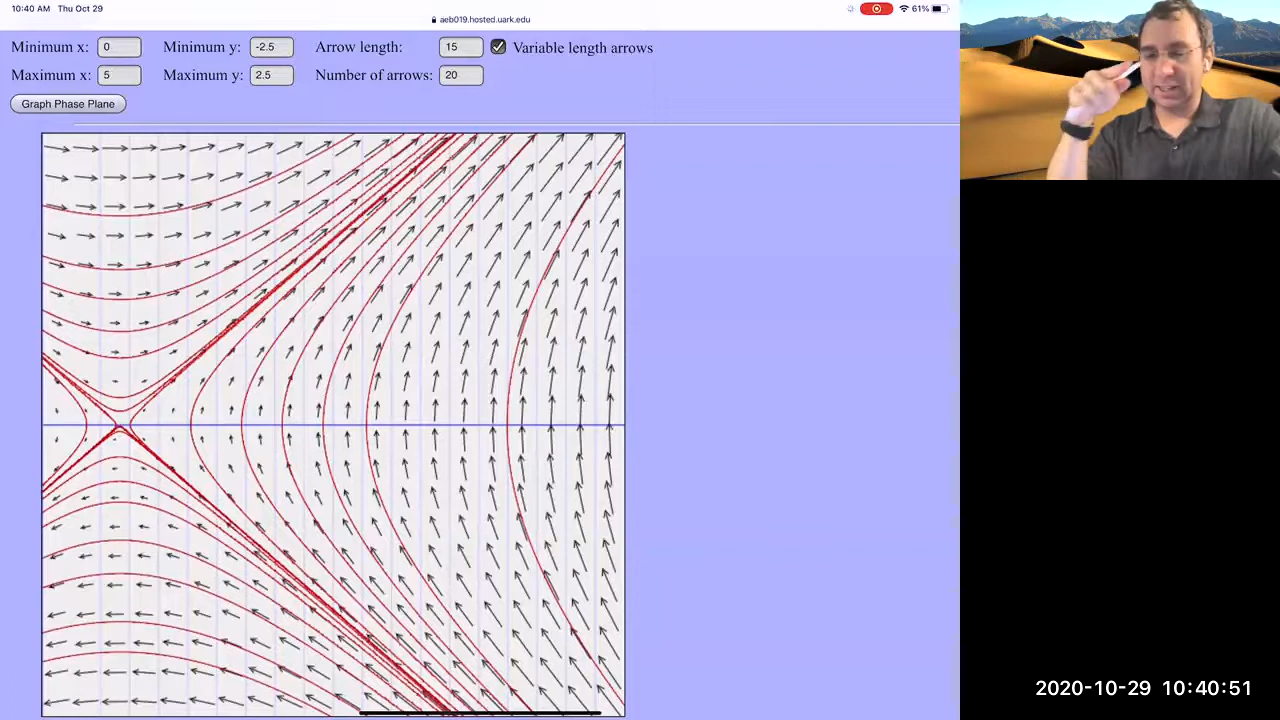 10:40 AM Thu Oct 29
61%
aeb019.hosted.uark.edu
Minimum x: 0 Minimum y: -2.5 Arrow length: 15 Variable length arrows
Maximum x: 5 Maximum y: 2.5 Number of arrows: 20
Graph Phase Plane
2020-10-29 10:40:51